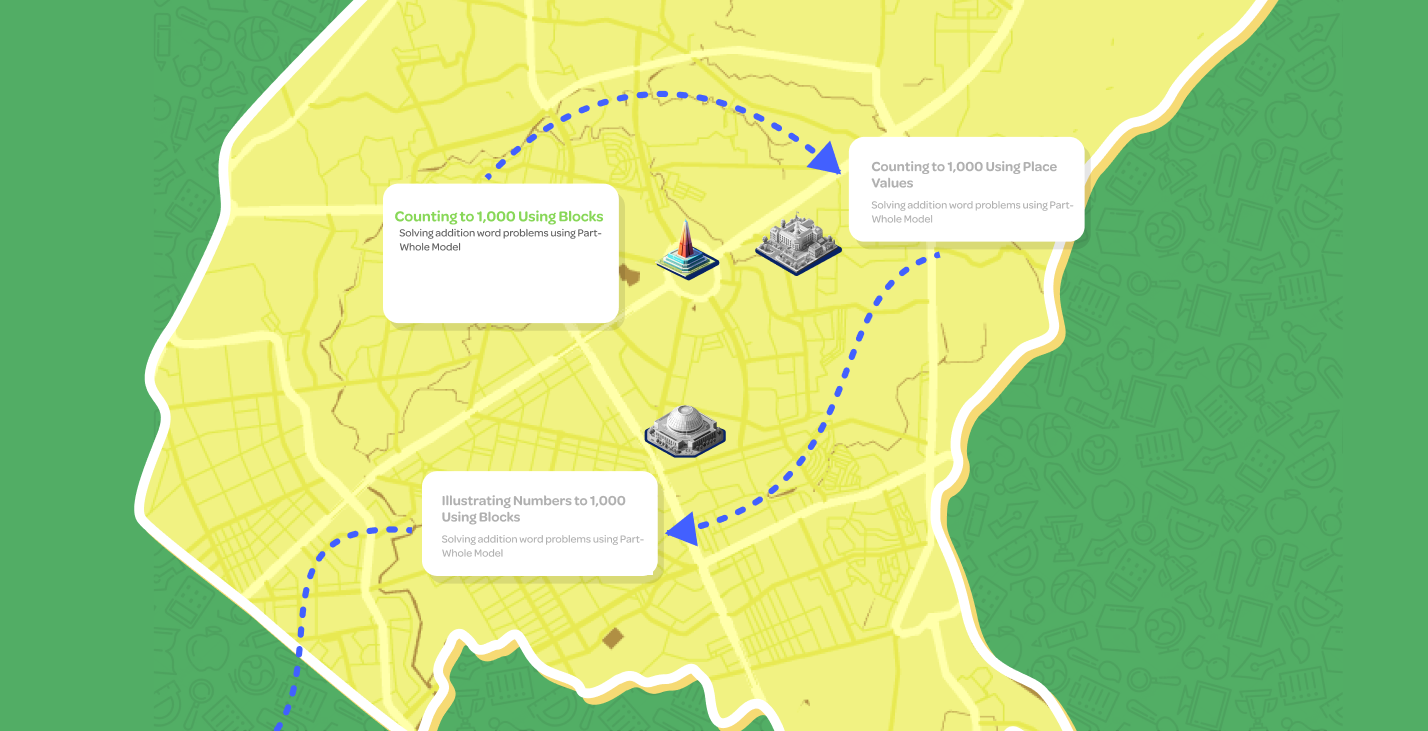 Counting to 1,000 Using Blocks
Solving addition word problems using Part-
Whole Model
Counting to 1,000 Using Place
Values
Solving addition word problems using Part-
Whole Model
Illustrating Numbers to 1,000
Using Blocks
Solving addition word problems using Part-
Whole Model